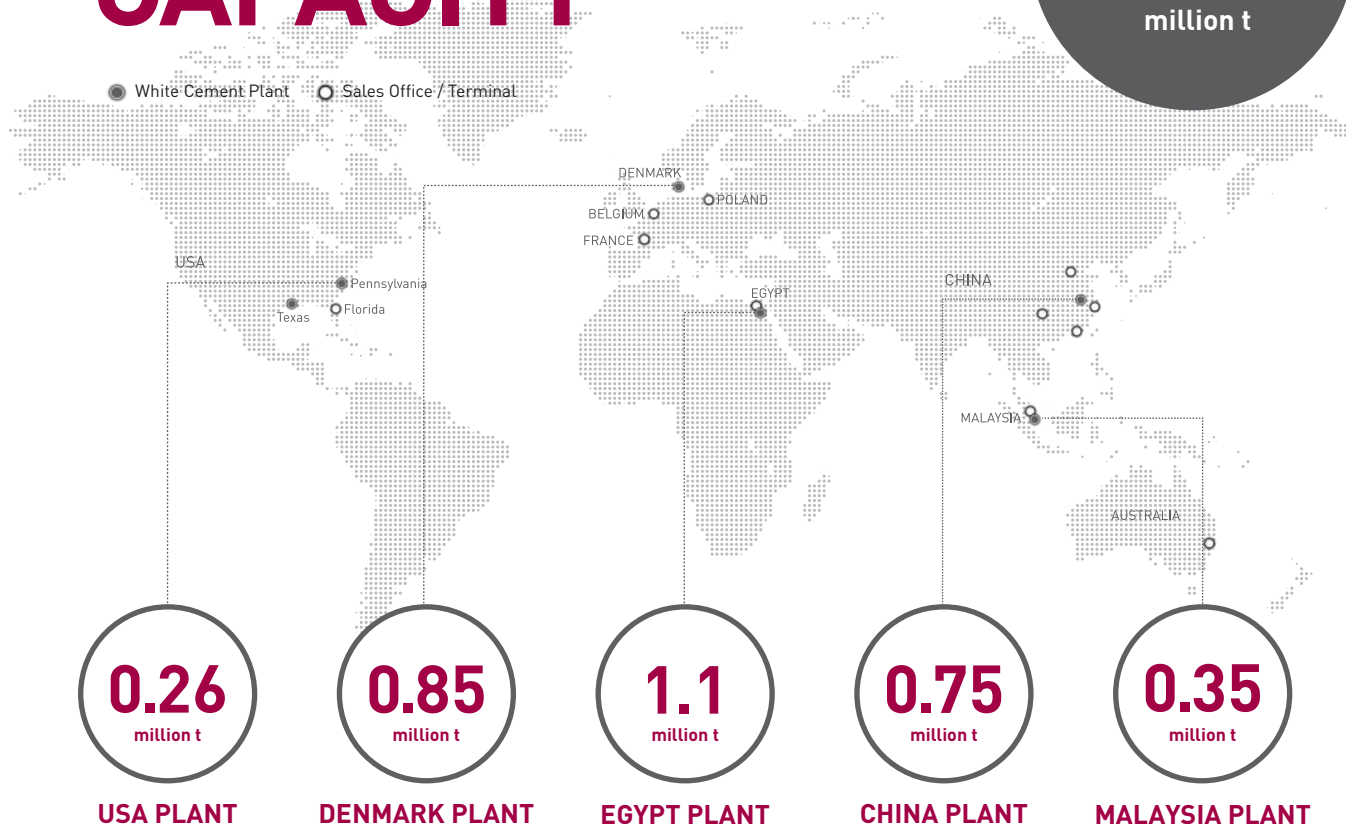 CAPACITY
million t
White Cement Plant
Sales Office / Terminal
DENMARK
POLAND
BELGIUM
FRANCE
USA
Pennsylvania
Texas
Florida
EGYPT
CHINA
MALAYSIA
AUSTRALIA
0.26
million t
0.85
million t
1.1
million t
0.75
million t
0.35
million t
USA PLANT
DENMARK PLANT
EGYPT PLANT
CHINA PLANT
MALAYSIA PLANT